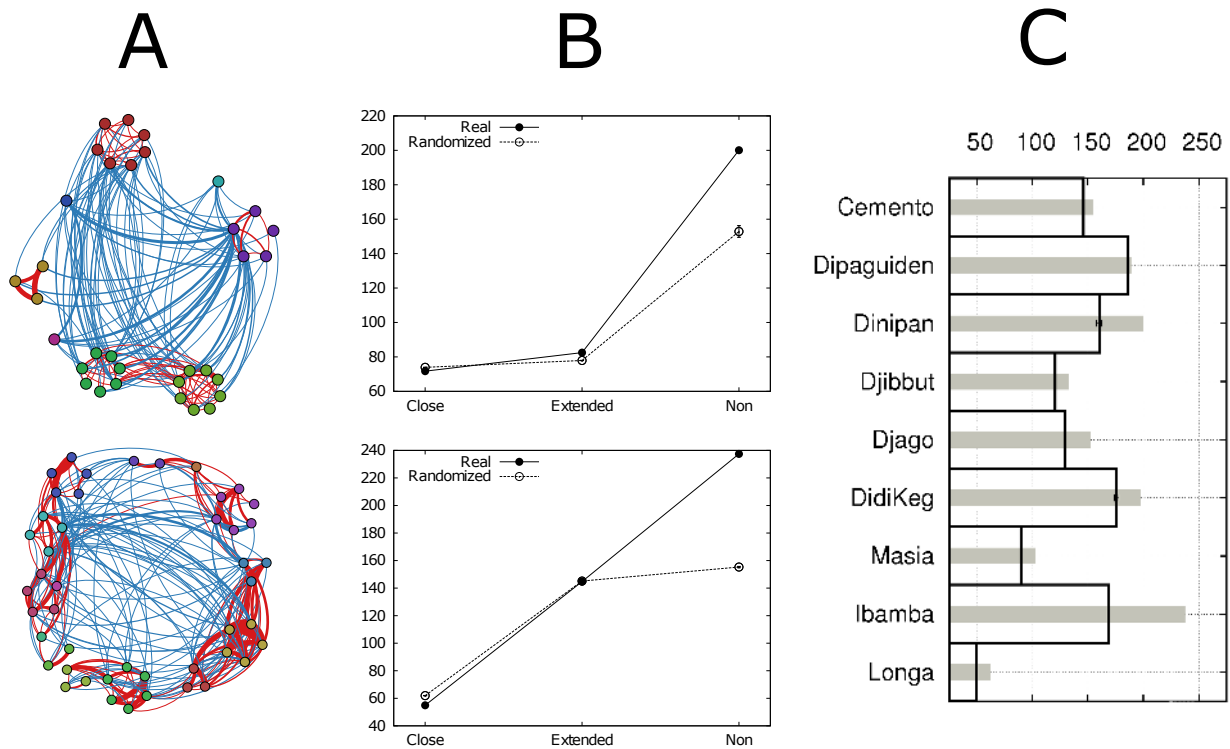 A B C
220
200
180
160
140
120
100
80
60
Real
Randomized
Close Extended Non
240
220
200
180
160
140
120
100
80
60
40
Real
Randomized
Close Extended Non
50 100 150 200 250
Cemento
Dipaguiden
Dinipan
Djibbut
Djago
DidiKeg
Masia
Ibamba
Longa